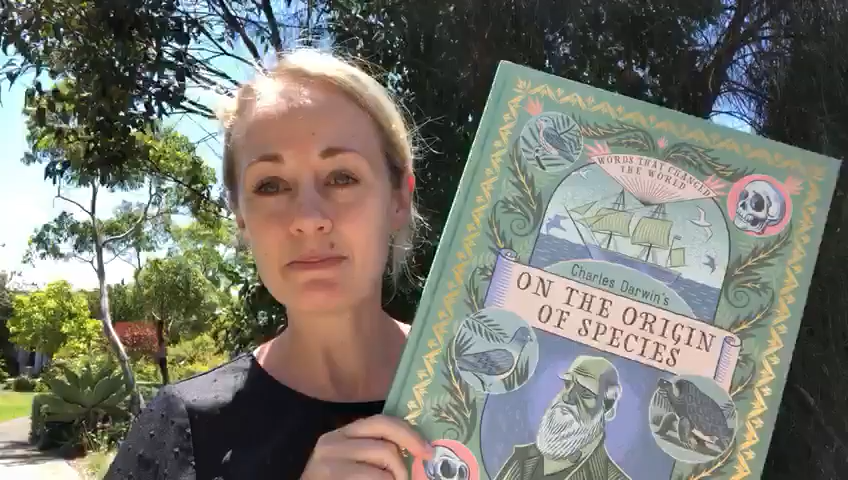 WORDS THAT CHANGED
THE WORLD
Charles Darwin's
ON THE ORIGIN
OF SPECIES